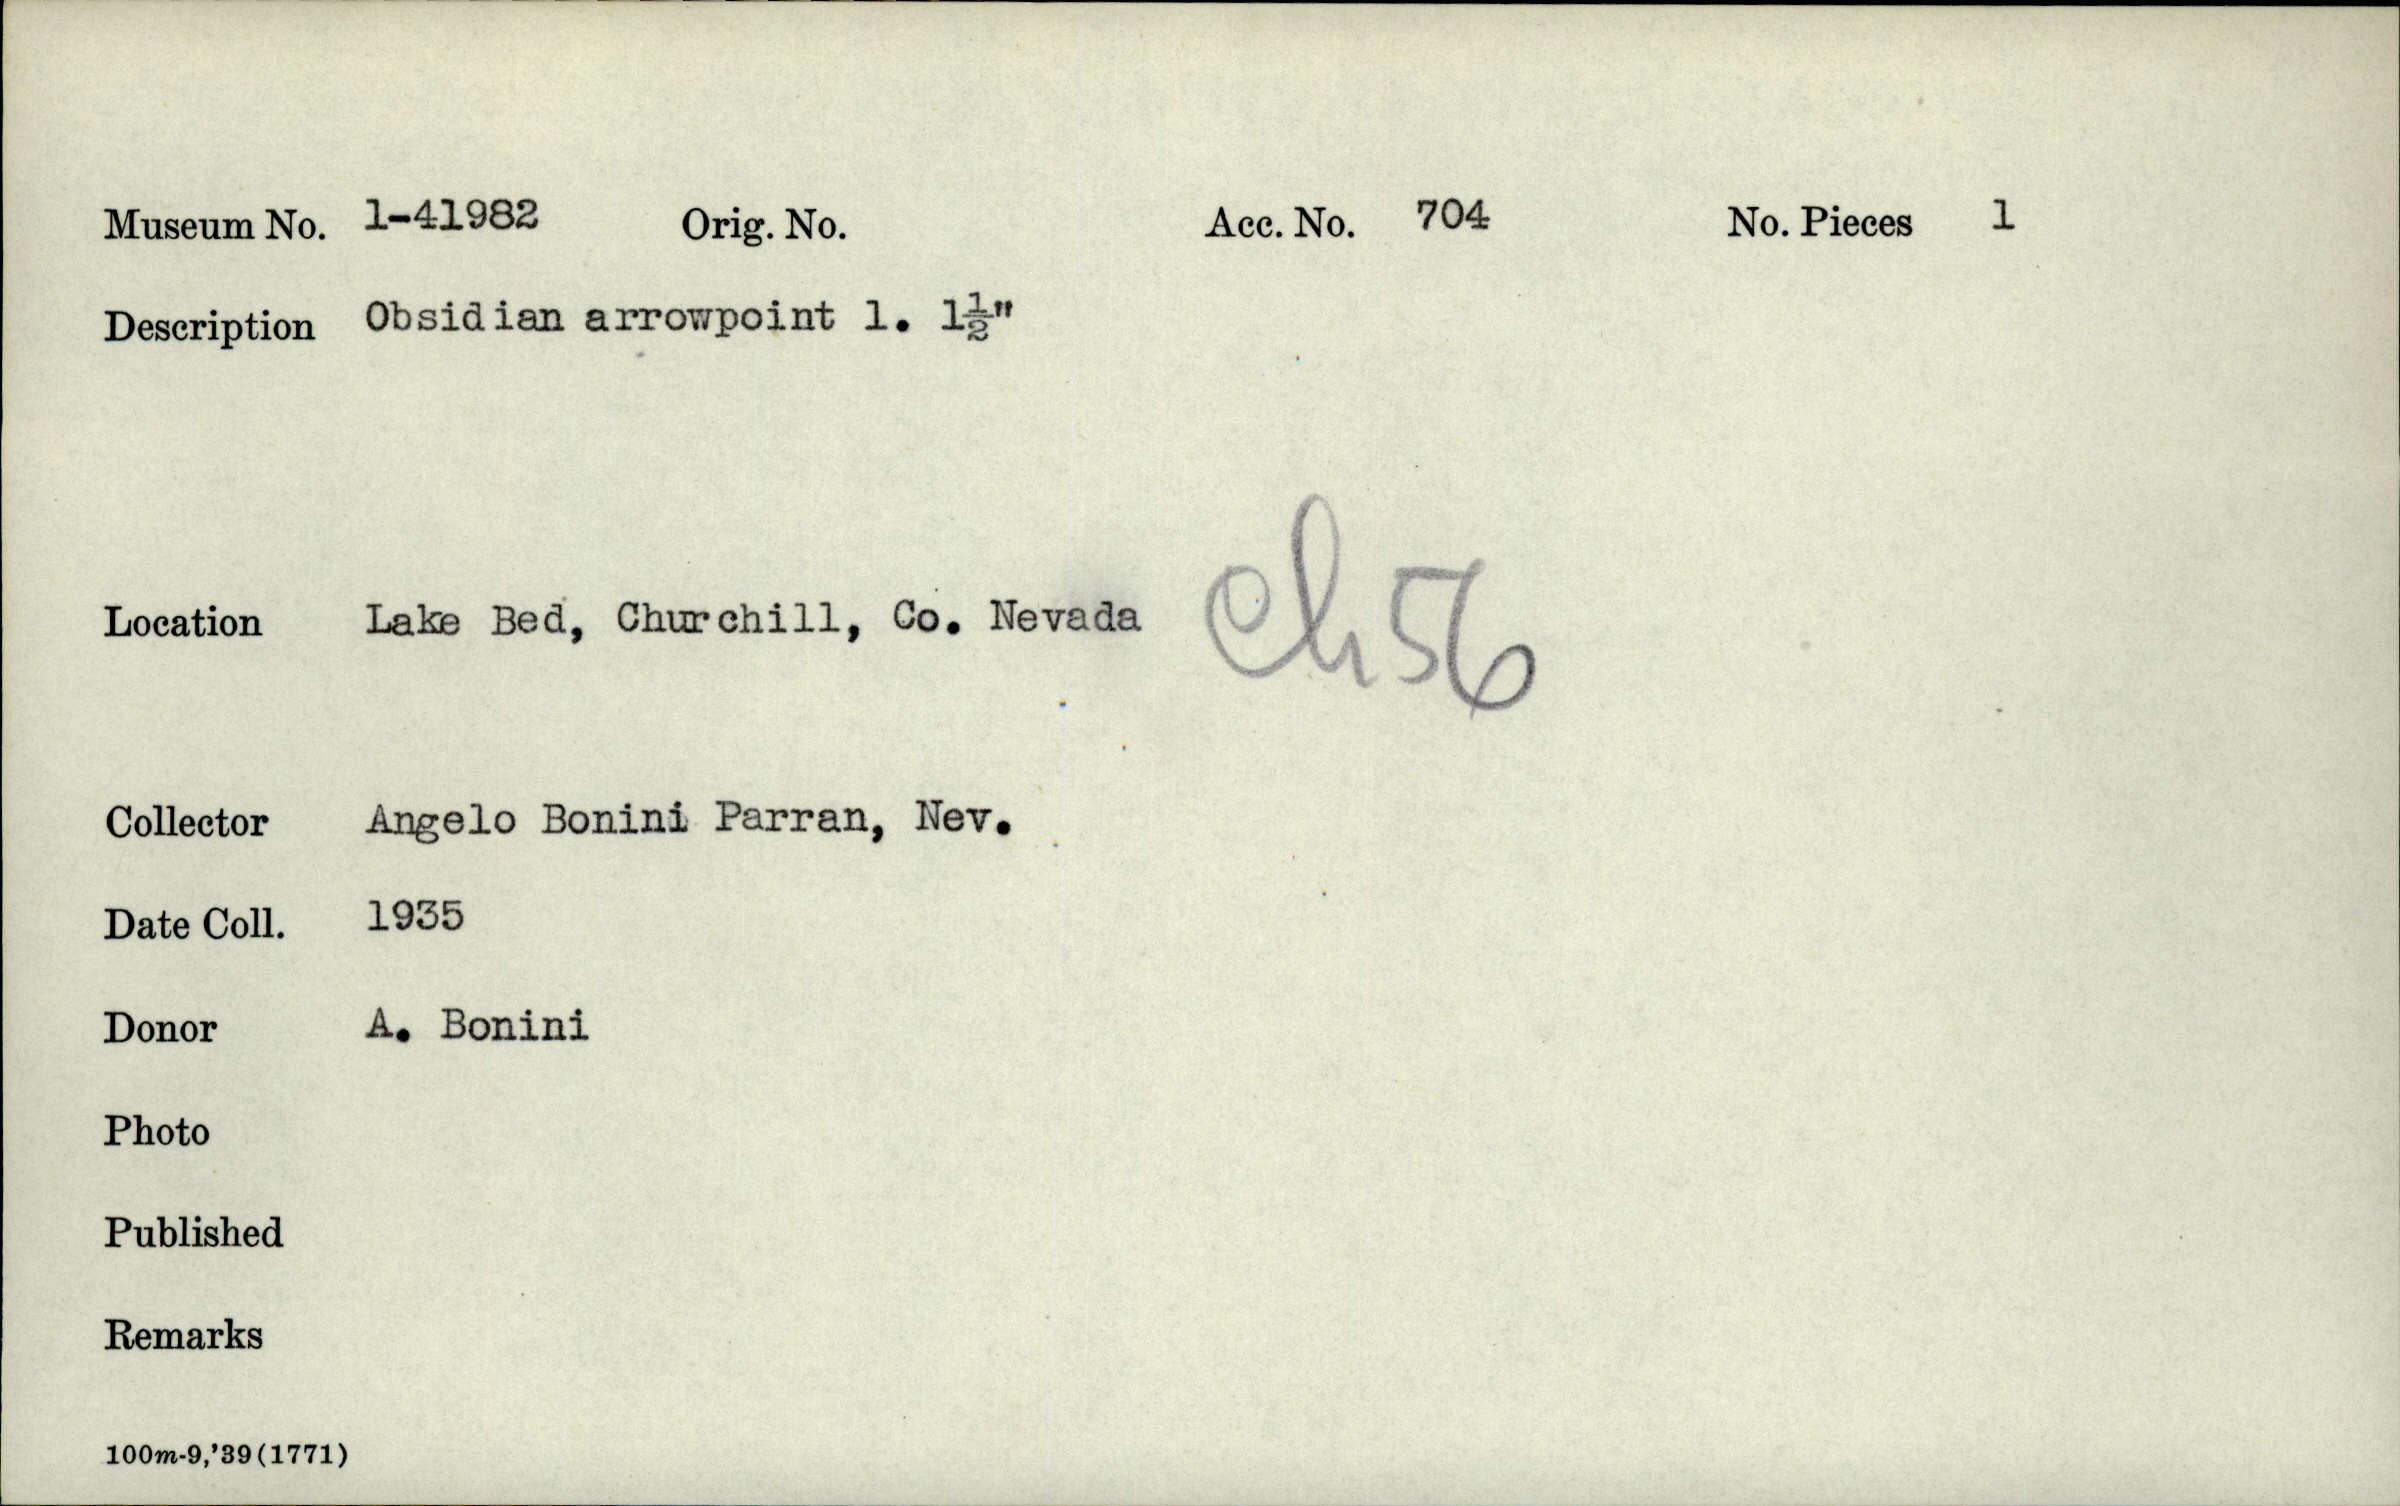 Museum No. 1-41982 Orig. No. Acc. No. 704 No. Pieces 1
Description Obsidian arrowpoint l. 1½"
Location Lake Bed, Churchill, Co. Nevada Ch56
Collector Angelo Bonini Parran, Nev.
Date Coll. 1935
Donor A. Bonini
Photo
Published
Remarks
100m-9,'39(1771)